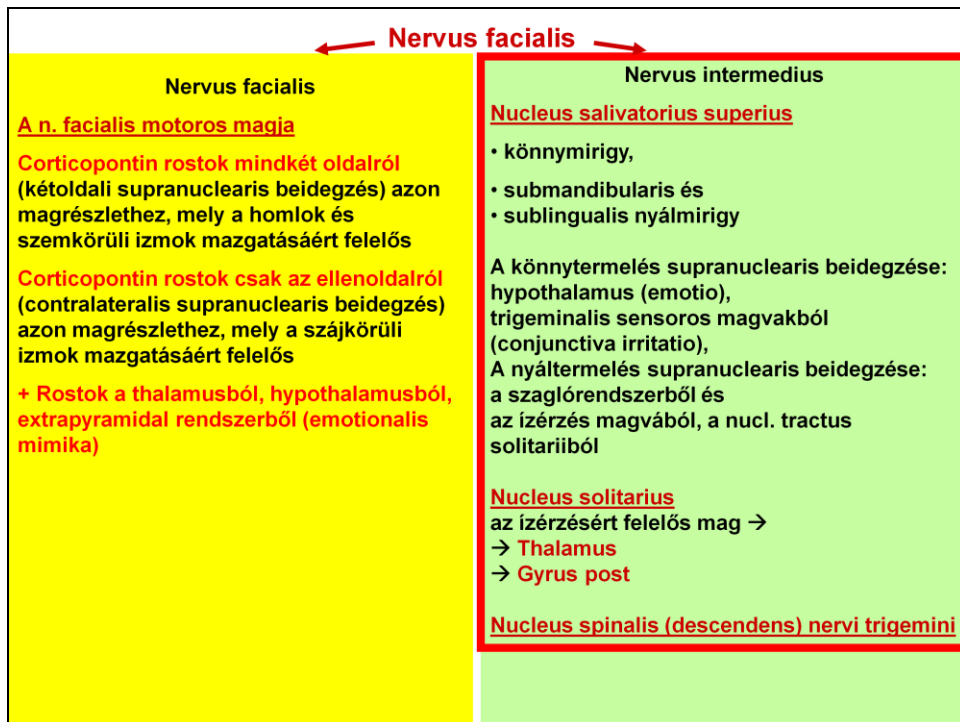 Nervus facialis
Nervus facialis
A n. facialis motoros magja
Corticopontin rostok mindkét oldalról
(kétoldali supranuclearis beidegzés) azon
magrészlethez, mely a homlok és
szemkörüli izmok mazgatásáért felelős
Corticopontin rostok csak az ellenoldalról
(contralateralis supranuclearis beidegzés)
azon magrészlethez, mely a szájkörüli
izmok mazgatásáért felelős
+ Rostok a thalamusból, hypothalamusból,
extrapyramidal rendszerből (emotionalis
mimika)
Nervus intermedius
Nucleus salivatorius superius
• könnymirigy,
• submandibularis és
• sublingualis nyálmirigy
A könnytermelés supranuclearis beidegzése:
hypothalamus (emotio),
trigeminalis sensoros magvakból
(conjunctiva irritatio),
A nyáltermelés supranuclearis beidegzése:
a szaglórendszerből és
az ízérzés magvában, a nucl. tractus
solitariiból
Nucleus solitarius
az ízérzésért felelős mag →
→ Thalamus
→ Gyrus post
Nucleus spinalis (descendens) nervi trigemini